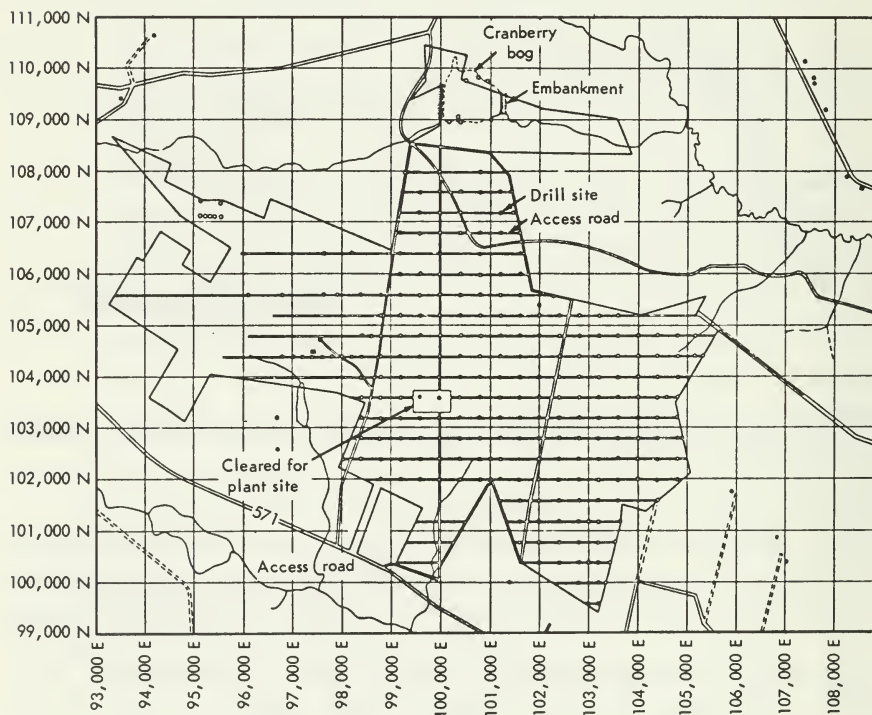 111,000 N
110,000 N
109,000 N
108,000 N
107,000 N
106,000 N
105,000 N
104,000 N
103,000 N
102,000 N
101,000 N
100,000 N
99,000 N
Cranberry
bog
Embankment
Drill site
Access road
Cleared for
plant site
571
Access road
93,000 E
94,000 E
95,000 E
96,000 E
97,000 E
98,000 E
99,000 E
100,000 E
101,000 E
102,000 E
103,000 E
104,000 E
105,000 E
106,000 E
107,000 E
108,000 E